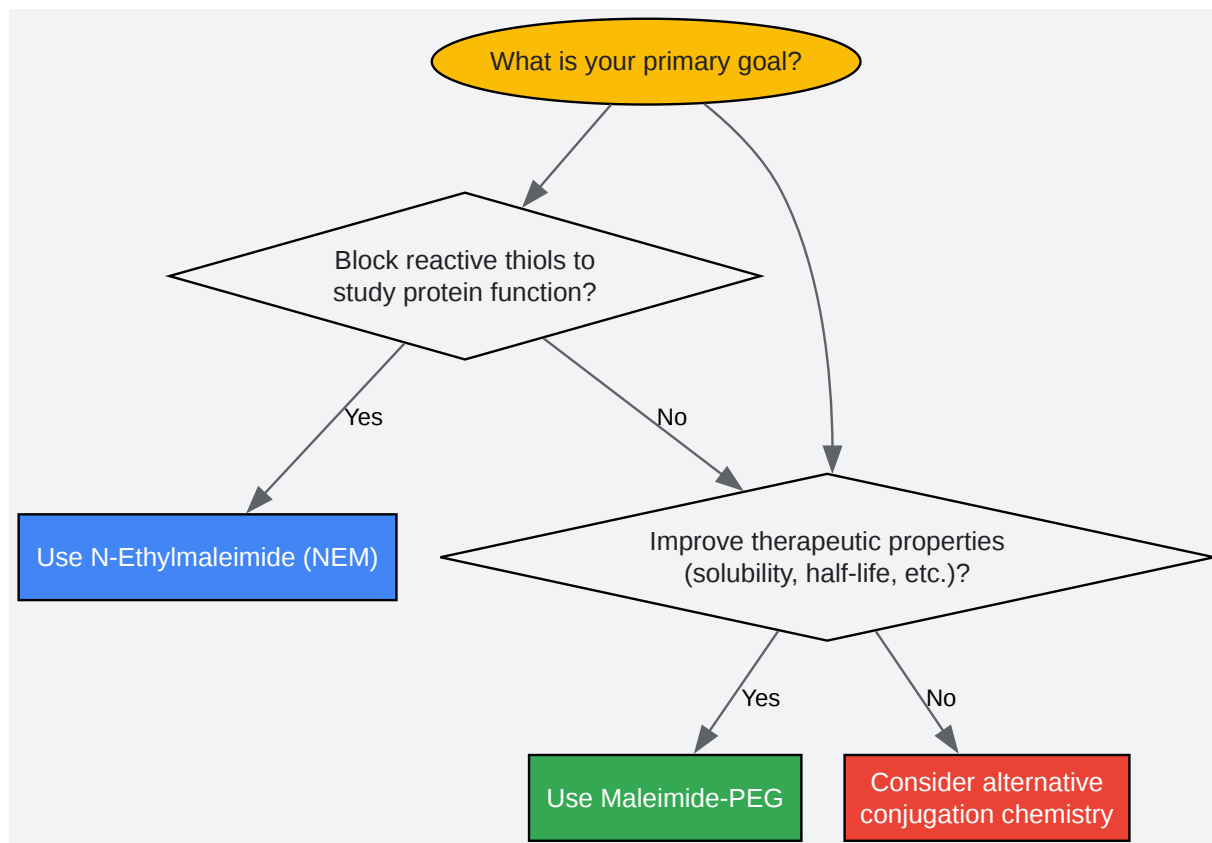 What is your primary goal?
Block reactive thiols to
study protein function?
Yes
No
Use N-Ethylmaleimide (NEM)
Improve therapeutic properties
(solubility, half-life, etc.)?
Yes
No
Use Maleimide-PEG
Consider alternative
conjugation chemistry